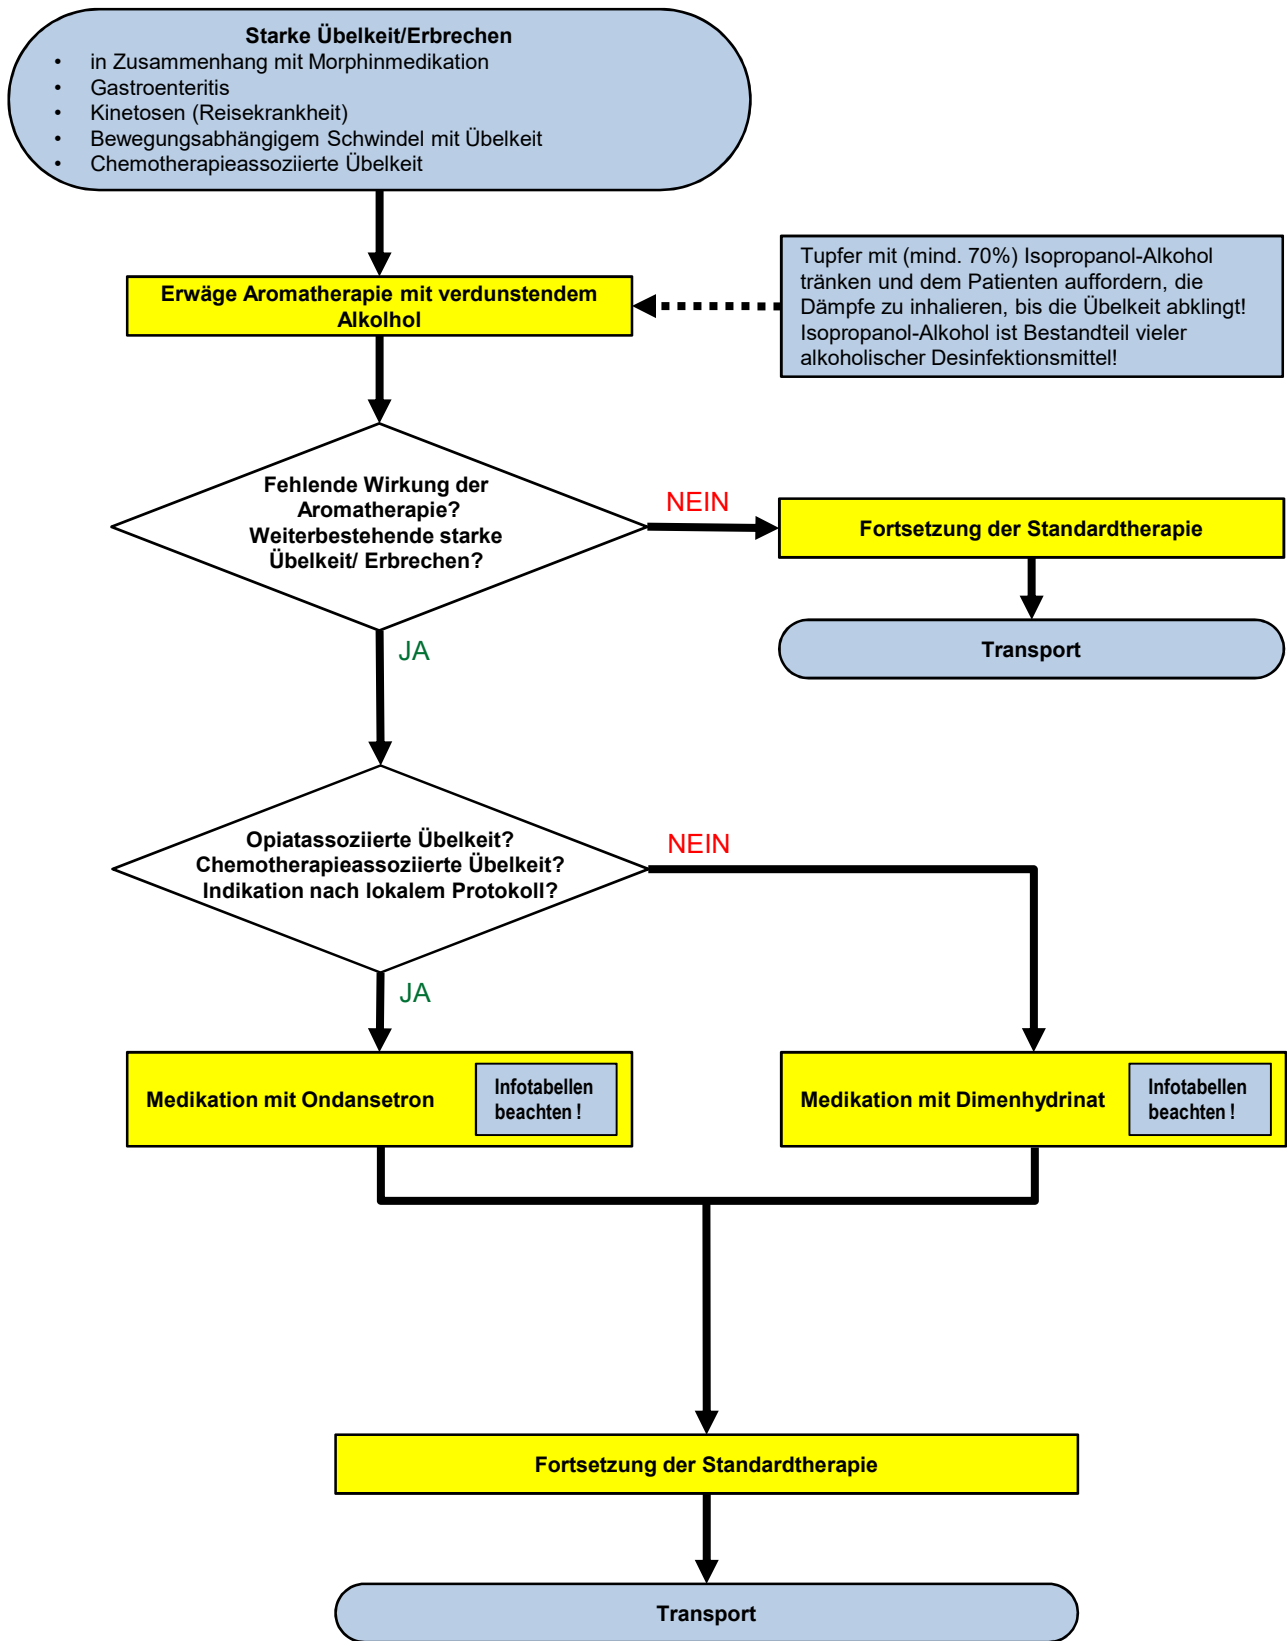 Starke Übelkeit/Erbrechen
• in Zusammenhang mit Morphinmedikation
• Gastroenteritis
• Kinetosen (Reisekrankheit)
• Bewegungsabhängigem Schwindel mit Übelkeit
• Chemotherapieassoziierte Übelkeit
Erwäge Aromatherapie mit verdunstendem
Alkolhol
Tupfer mit (mind. 70%) Isopropanol-Alkohol
tränken und dem Patienten auffordern, die
Dämpfe zu inhalieren, bis die Übelkeit abklingt!
Isopropanol-Alkohol ist Bestandteil vieler
alkoholischer Desinfektionsmittel!
Fehlende Wirkung der
Aromatherapie?
Weiterbestehende starke
Übelkeit/ Erbrechen?
NEIN
Fortsetzung der Standardtherapie
Transport
JA
Opiatassoziierte Übelkeit?
Chemotherapieassoziierte Übelkeit?
Indikation nach lokalem Protokoll?
NEIN
JA
Medikation mit Ondansetron
Infotabellen
beachten !
Medikation mit Dimenhydrinat
Infotabellen
beachten !
Fortsetzung der Standardtherapie
Transport